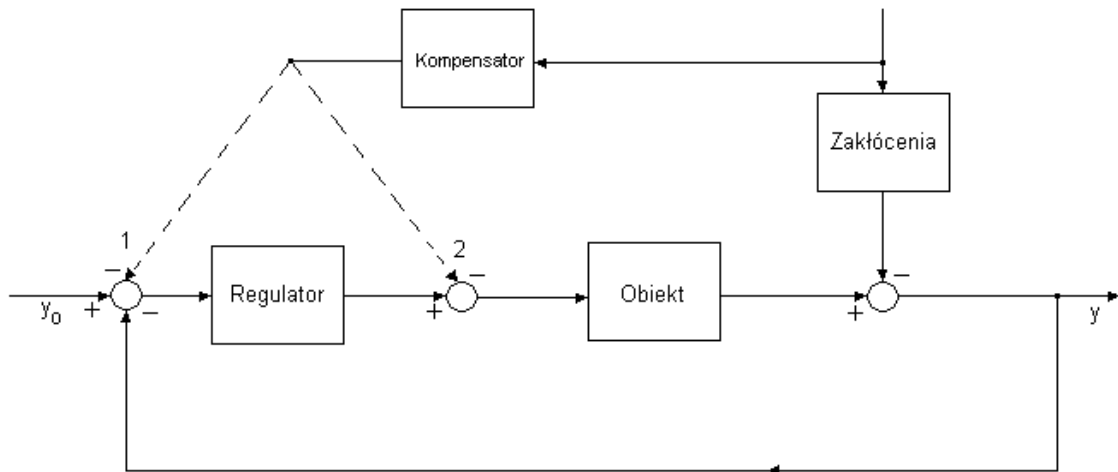 Kompensator
Zakłócenia
1
2
−
−
−
Regulator
Obiekt
y₀
+
−
+
+
y